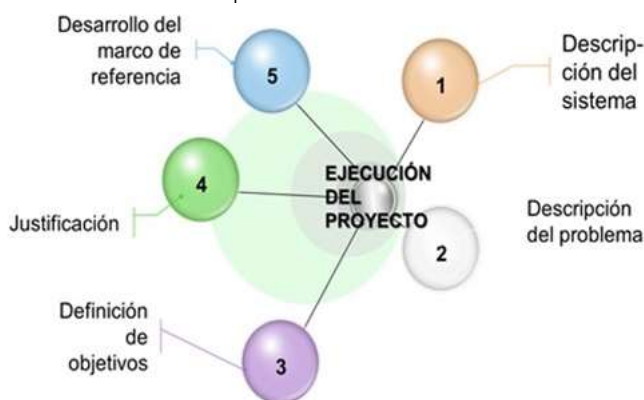 Desarrollo del
marco de
referencia
5
1
Descrip-
ción del
sistema
4
Justificación
EJECUCIÓN
DEL
PROYECTO
2
Descripción
del problema
Definición
de
objetivos
3